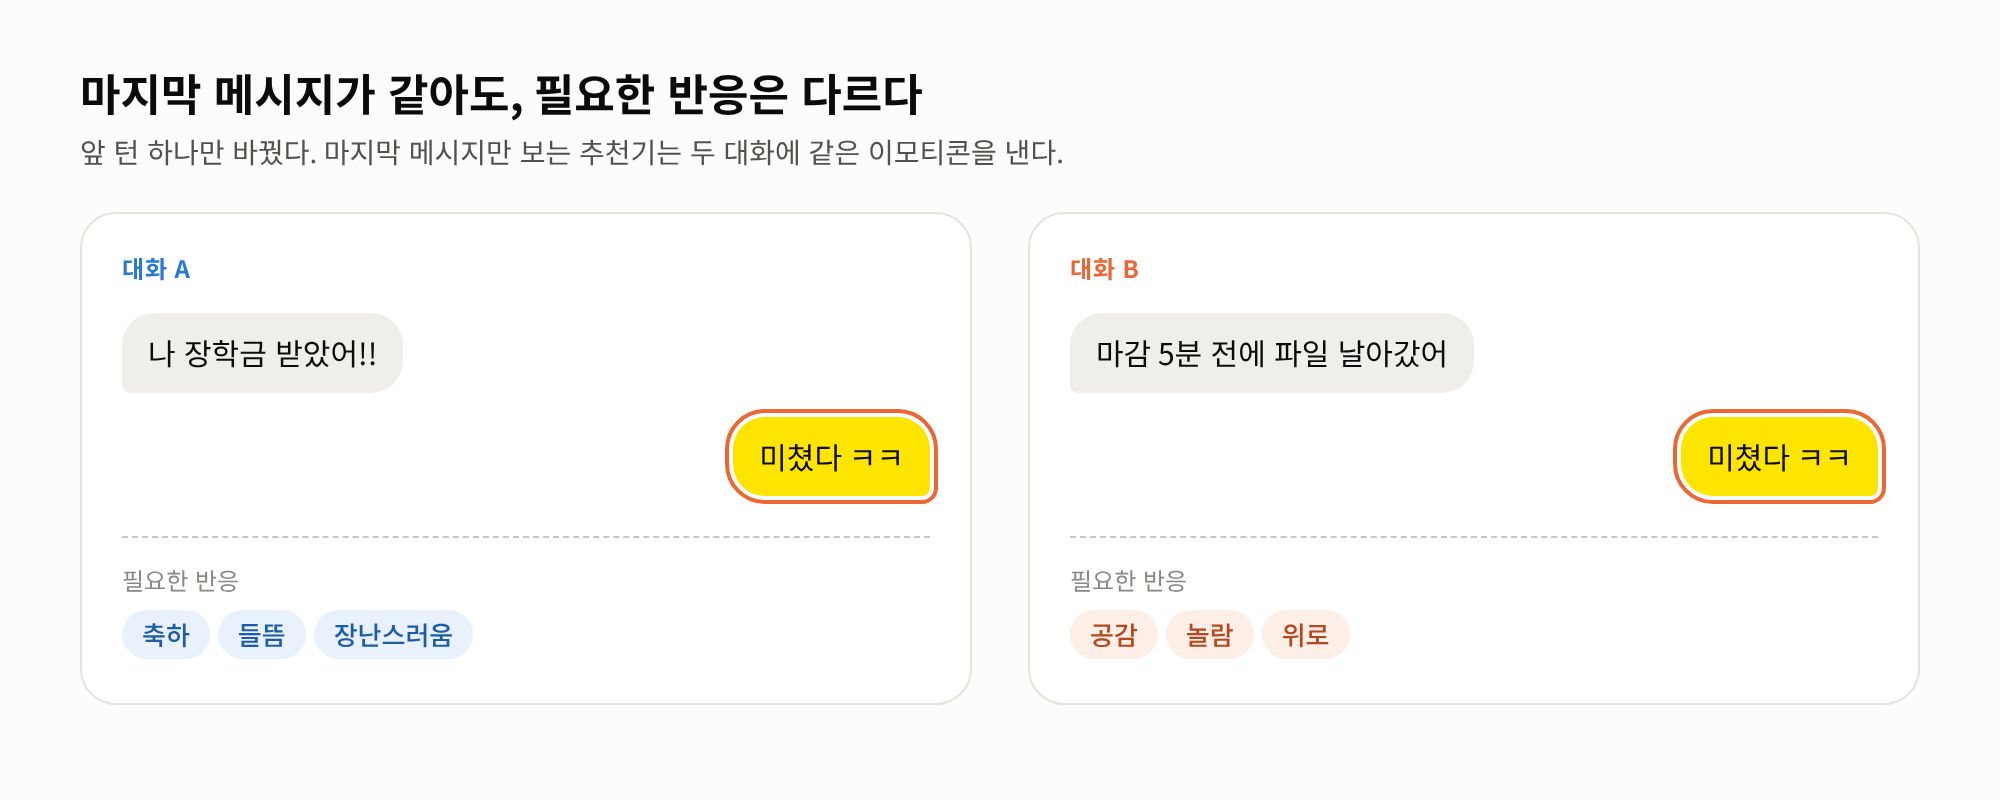 마지막 메시지가 같아도, 필요한 반응은 다르다
앞 턴 하나만 바꿨다. 마지막 메시지만 보는 추천기는 두 대화에 같은 이모티콘을 낸다.
대화 A
나 장학금 받았어!!
미쳤다 ㅋㅋ
필요한 반응
축하
들뜸
장난스러움
대화 B
마감 5분 전에 파일 날아갔어
미쳤다 ㅋㅋ
필요한 반응
공감
놀람
위로